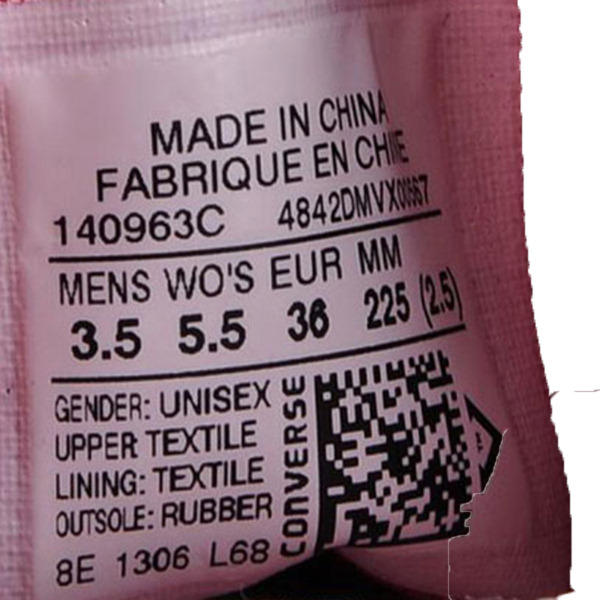 MADE IN CHINA
FABRIQUE EN CHINE
140963C
MENS WO'S EUR MM
3.5 5.5 36 225 (2.5)
GENDER: UNISEX
UPPER TEXTILE
LINING: TEXTILE
OUTSOLE: RUBBER
CONVERSE
8E 1306 L68